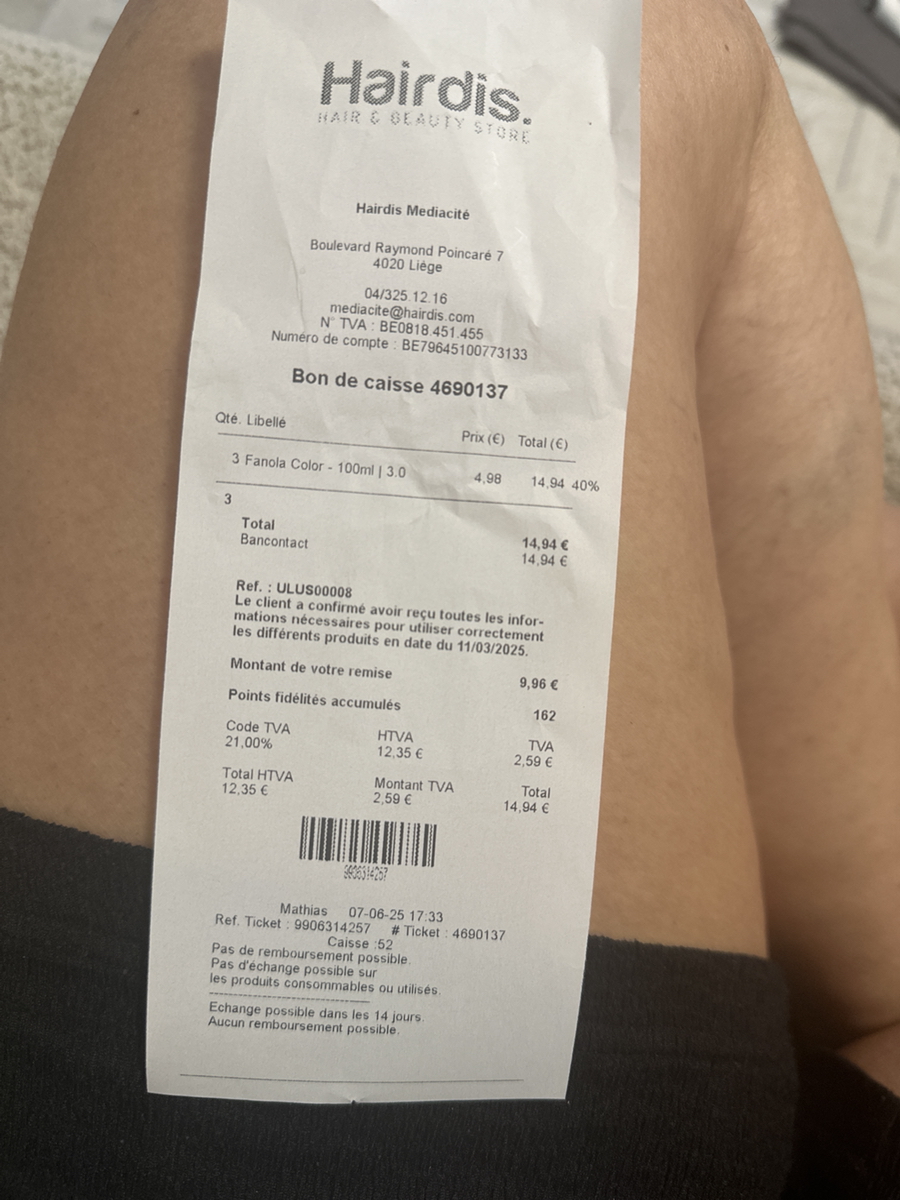 Hairdis.
HAIR & BEAUTY STORE
Hairdis Mediacité
Boulevard Raymond Poincaré 7
4020 Liège
04/325.12.16
mediacite@hairdis.com
N° TVA : BE0818.451.455
Numéro de compte : BE79645100773133
Bon de caisse 4690137
Qté. Libellé Prix (€) Total (€)
3 Fanola Color - 100ml | 3.0 4,98 14,94 40%
3
Total 14,94 €
Bancontact 14,94 €
Ref. : ULUS00008
Le client a confirmé avoir reçu toutes les infor-
mations nécessaires pour utiliser correctement
les différents produits en date du 11/03/2025.
Montant de votre remise 9,96 €
Points fidélités accumulés 162
Code TVA HTVA TVA
21,00% 12,35 € 2,59 €
Total HTVA Montant TVA Total
12,35 € 2,59 € 14,94 €
9906314257
Mathias 07-06-25 17:33
Ref. Ticket : 9906314257 # Ticket : 4690137
Caisse :52
Pas de remboursement possible.
Pas d'échange possible sur
les produits consommables ou utilisés.
Echange possible dans les 14 jours.
Aucun remboursement possible.